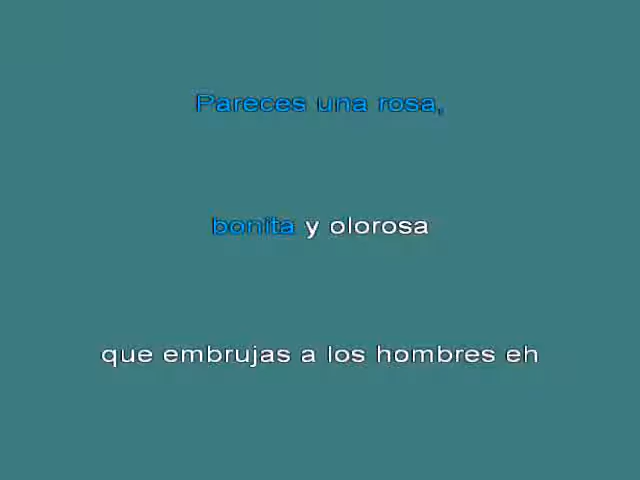 Pareces una rosa,
bonita y olorosa
que embrujas a los hombres eh